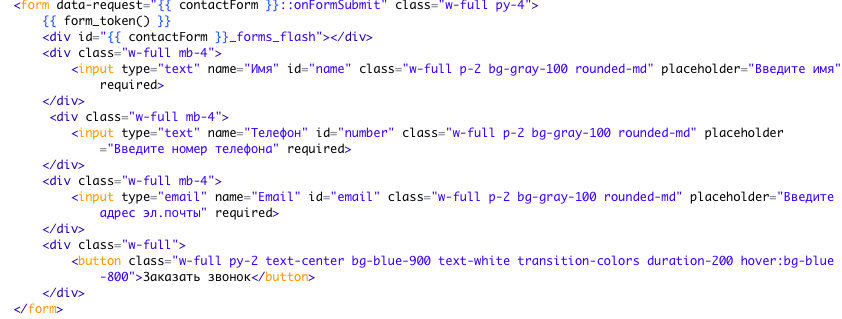 <form data-request="{{ contactForm }}::onFormSubmit" class="w-full py-4">
{{ form_token() }}
<div id="{{ contactForm }}_forms_flash"></div>
<div class="w-full mb-4">
<input type="text" name="Имя" id="name" class="w-full p-2 bg-gray-100 rounded-md" placeholder="Введите имя"
required>
</div>
<div class="w-full mb-4">
<input type="text" name="Телефон" id="number" class="w-full p-2 bg-gray-100 rounded-md" placeholder
="Введите номер телефона" required>
</div>
<div class="w-full mb-4">
<input type="email" name="Email" id="email" class="w-full p-2 bg-gray-100 rounded-md" placeholder="Введите
адрес эл.почты" required>
</div>
<div class="w-full">
<button class="w-full py-2 text-center bg-blue-900 text-white transition-colors duration-200 hover:bg-blue
-800">Заказать звонок</button>
</div>
</form>